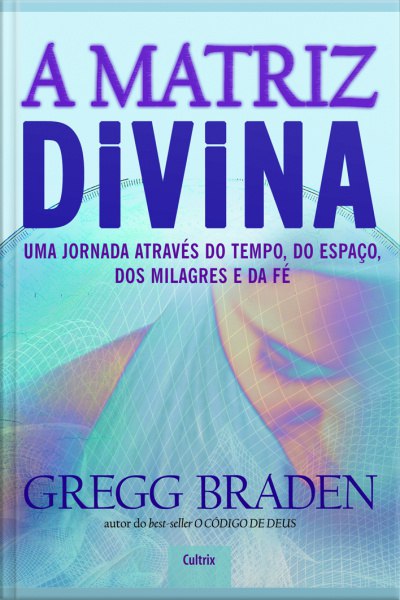 A MATRIZ
DiViNA
UMA JORNADA ATRAVÉS DO TEMPO, DO ESPAÇO,
DOS MILAGRES E DA FÉ
GREGG BRADEN
autor do best-seller O CÓDIGO DE DEUS
Cultrix